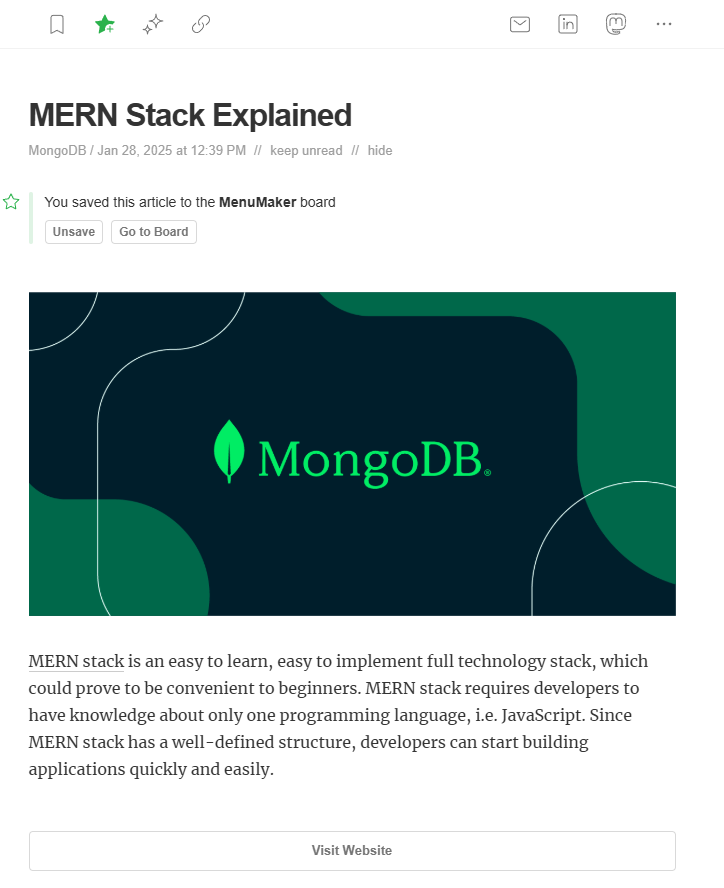 MERN Stack Explained
MongoDB / Jan 28, 2025 at 12:39 PM // keep unread // hide
You saved this article to the MenuMaker board
Unsave Go to Board
MongoDB®
MERN stack is an easy to learn, easy to implement full technology stack, which
could prove to be convenient to beginners. MERN stack requires developers to
have knowledge about only one programming language, i.e. JavaScript. Since
MERN stack has a well-defined structure, developers can start building
applications quickly and easily.
Visit Website